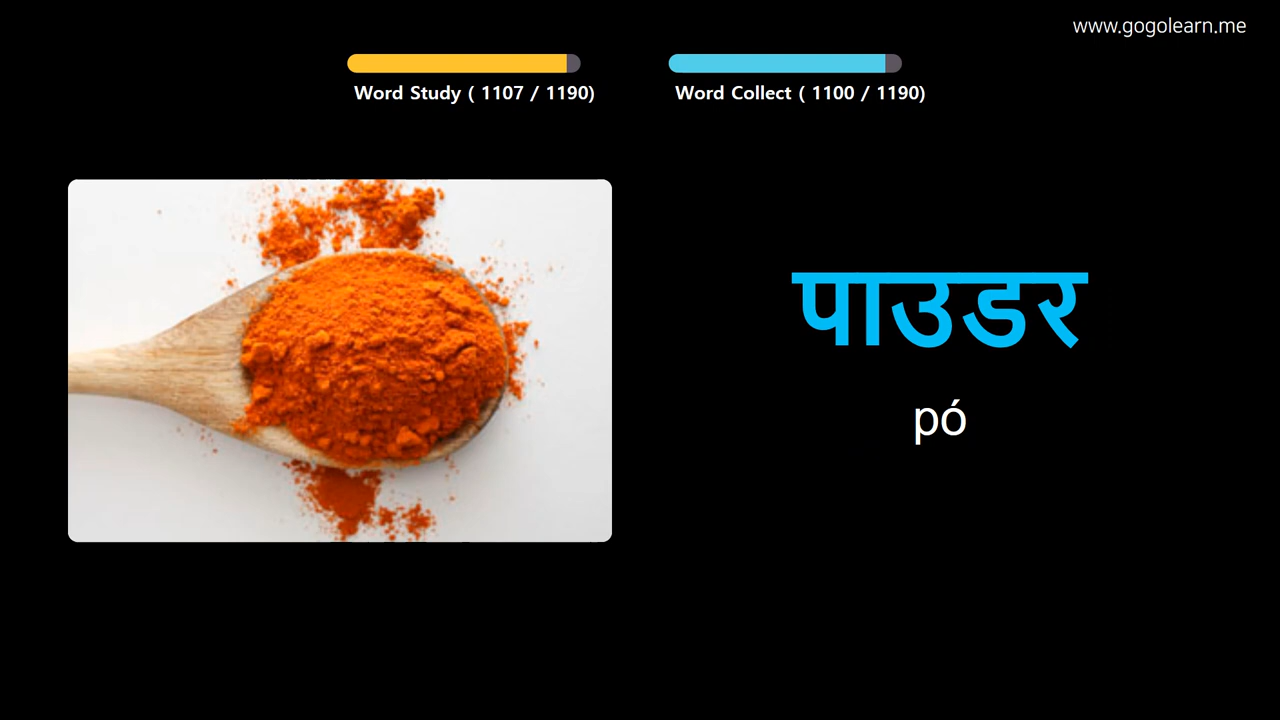 www.gogolearn.me
Word Study ( 1107 / 1190)
Word Collect ( 1100 / 1190)
पाउडर
pó